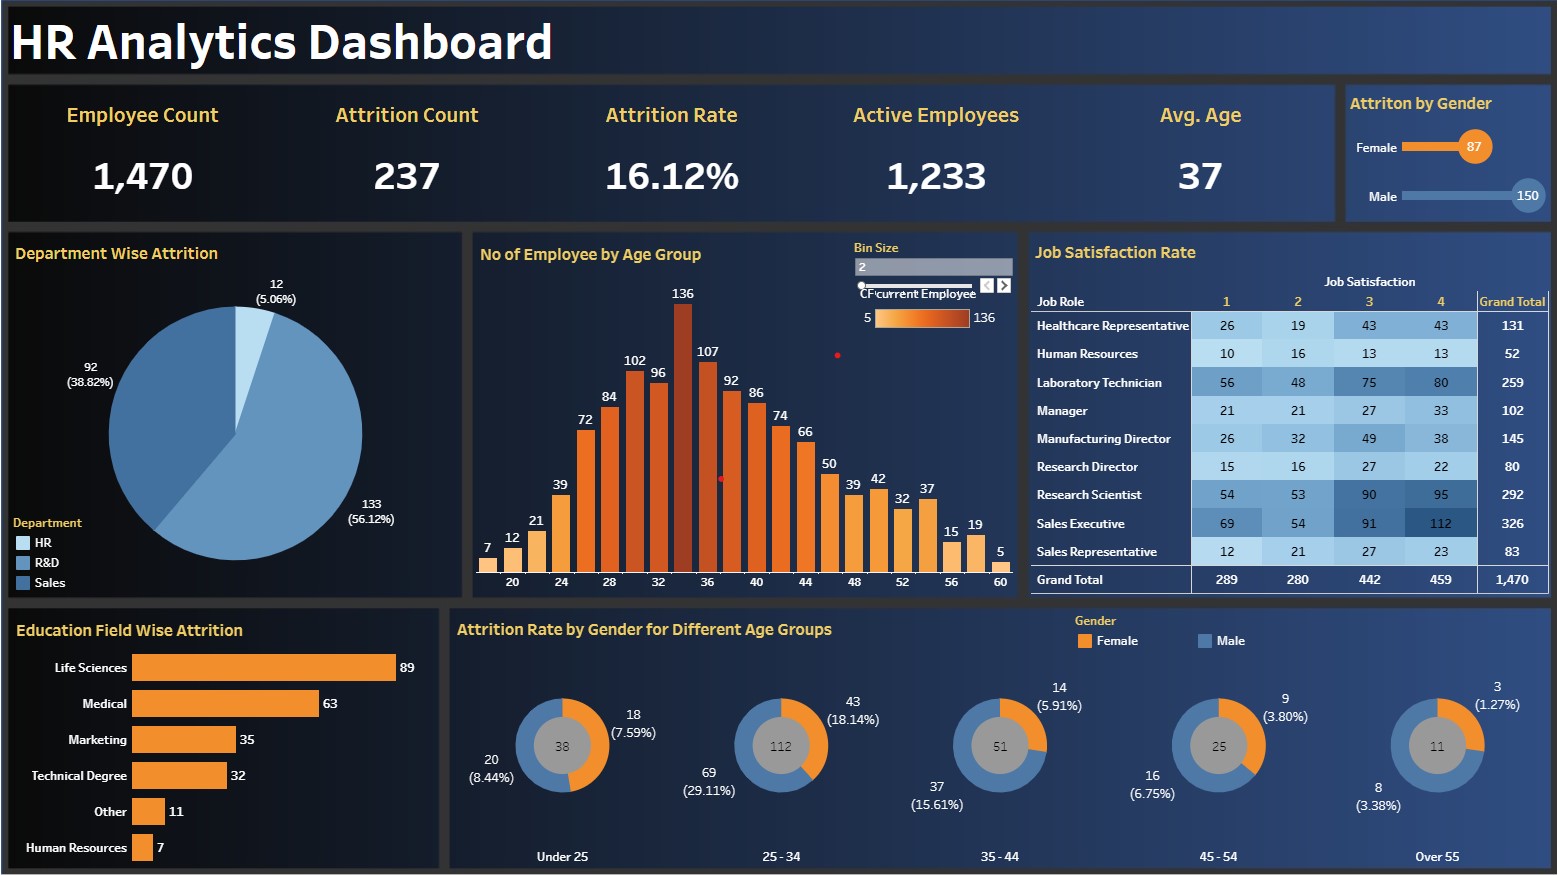 HR Analytics Dashboard
Employee Count
Attrition Count
Attrition Rate
Active Employees
Avg. Age
1,470
237
16.12%
1,233
37
Attriton by Gender
Female 87
Male 150
Department Wise Attrition
12
(5.06%)
92
(38.82%)
133
(56.12%)
Department
HR
R&D
Sales
No of Employee by Age Group
Bin Size
2
CF current Employee
5 136
7 12 21 39 72 84 102 96 136 107 92 86 74 66 50 39 42 32 37 15 19 5
20 24 28 32 36 40 44 48 52 56 60
Job Satisfaction Rate
Job Satisfaction
Job Role 1 2 3 4 Grand Total
Healthcare Representative 26 19 43 43 131
Human Resources 10 16 13 13 52
Laboratory Technician 56 48 75 80 259
Manager 21 21 27 33 102
Manufacturing Director 26 32 49 38 145
Research Director 15 16 27 22 80
Research Scientist 54 53 90 95 292
Sales Executive 69 54 91 112 326
Sales Representative 12 21 27 23 83
Grand Total 289 280 442 459 1,470
Education Field Wise Attrition
Life Sciences 89
Medical 63
Marketing 35
Technical Degree 32
Other 11
Human Resources 7
Attrition Rate by Gender for Different Age Groups
Gender
Female Male
18
(7.59%)
38
20
(8.44%)
Under 25
43
(18.14%)
112
69
(29.11%)
25 - 34
14
(5.91%)
51
37
(15.61%)
35 - 44
9
(3.80%)
25
16
(6.75%)
45 - 54
3
(1.27%)
11
8
(3.38%)
Over 55